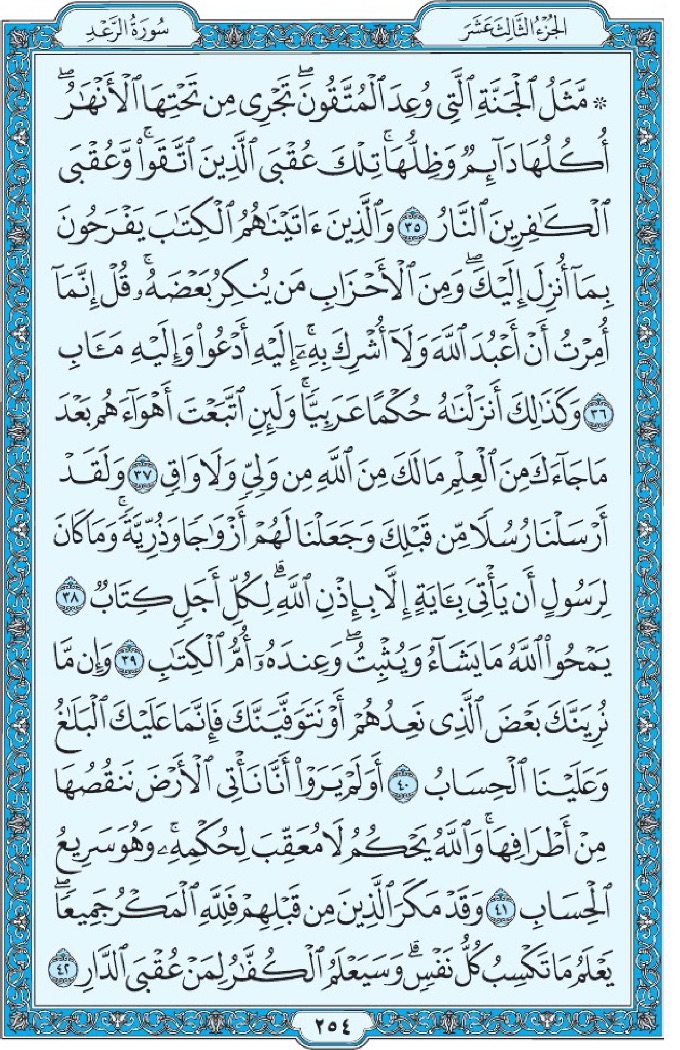 الجُزْءُ الثَّالِثَ عَشَرَ
سُورَةُ الرَّعْدِ
۞ مَّثَلُ ٱلْجَنَّةِ ٱلَّتِى وُعِدَ ٱلْمُتَّقُونَۖ تَجْرِى مِن تَحْتِهَا ٱلْأَنْهَٰرُۖ
أُكُلُهَا دَآئِمٌ وَظِلُّهَاۚ تِلْكَ عُقْبَى ٱلَّذِينَ ٱتَّقَوا۟ۚ وَّعُقْبَى
ٱلْكَٰفِرِينَ ٱلنَّارُ ٣٥ وَٱلَّذِينَ ءَاتَيْنَٰهُمُ ٱلْكِتَٰبَ يَفْرَحُونَ
بِمَآ أُنزِلَ إِلَيْكَۖ وَمِنَ ٱلْأَحْزَابِ مَن يُنكِرُ بَعْضَهُۥۚ قُلْ إِنَّمَآ
أُمِرْتُ أَنْ أَعْبُدَ ٱللَّهَ وَلَآ أُشْرِكَ بِهِۦٓۚ إِلَيْهِ أَدْعُوا۟ وَإِلَيْهِ مَـَٔابِ
٣٦ وَكَذَٰلِكَ أَنزَلْنَٰهُ حُكْمًا عَرَبِيًّاۚ وَلَئِنِ ٱتَّبَعْتَ أَهْوَآءَهُم بَعْدَ
مَا جَآءَكَ مِنَ ٱلْعِلْمِ مَا لَكَ مِنَ ٱللَّهِ مِن وَلِىٍّ وَلَا وَاقٍ ٣٧ وَلَقَدْ
أَرْسَلْنَا رُسُلًا مِّن قَبْلِكَ وَجَعَلْنَا لَهُمْ أَزْوَٰجًا وَذُرِّيَّةًۚ وَمَا كَانَ
لِرَسُولٍ أَن يَأْتِىَ بِـَٔايَةٍ إِلَّا بِإِذْنِ ٱللَّهِۗ لِكُلِّ أَجَلٍ كِتَابٌ ٣٨
يَمْحُوا۟ ٱللَّهُ مَا يَشَآءُ وَيُثْبِتُۖ وَعِندَهُۥٓ أُمُّ ٱلْكِتَٰبِ ٣٩ وَإِن مَّا
نُرِيَنَّكَ بَعْضَ ٱلَّذِى نَعِدُهُمْ أَوْ نَتَوَفَّيَنَّكَ فَإِنَّمَا عَلَيْكَ ٱلْبَلَٰغُ
وَعَلَيْنَا ٱلْحِسَابُ ٤٠ أَوَلَمْ يَرَوْا۟ أَنَّا نَأْتِى ٱلْأَرْضَ نَنقُصُهَا
مِنْ أَطْرَافِهَاۚ وَٱللَّهُ يَحْكُمُ لَا مُعَقِّبَ لِحُكْمِهِۦۚ وَهُوَ سَرِيعُ
ٱلْحِسَابِ ٤١ وَقَدْ مَكَرَ ٱلَّذِينَ مِن قَبْلِهِمْ فَلِلَّهِ ٱلْمَكْرُ جَمِيعًاۖ
يَعْلَمُ مَا تَكْسِبُ كُلُّ نَفْسٍۗ وَسَيَعْلَمُ ٱلْكُفَّٰرُ لِمَنْ عُقْبَى ٱلدَّارِ ٤٢
٢٥٤